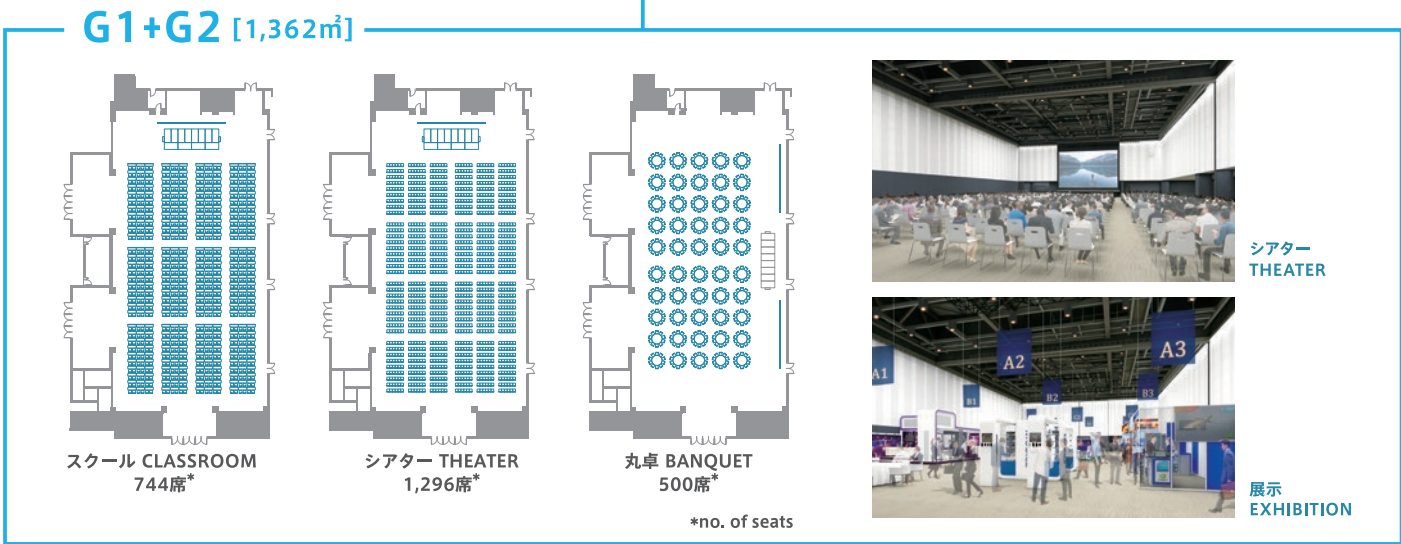 G1+G2 [1,362㎡]
スクール CLASSROOM
744席*
シアター THEATER
1,296席*
丸卓 BANQUET
500席*
*no. of seats
シアター
THEATER
A1
A2
A3
B1
B2
B3
展示
EXHIBITION